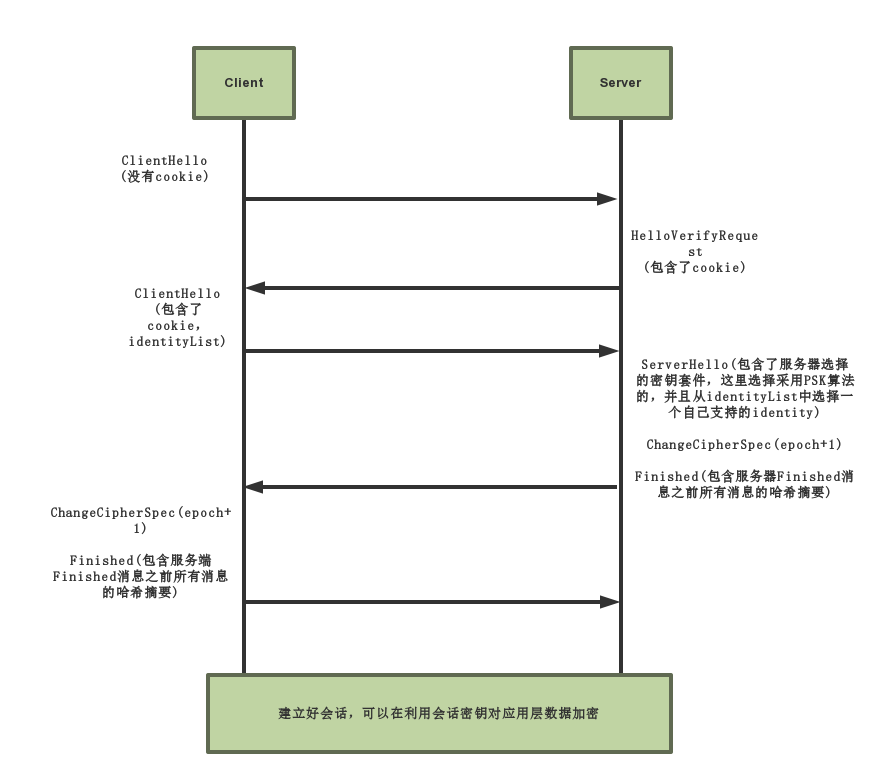 Client
Server
ClientHello
(没有cookie)
HelloVerifyReque
st
(包含了cookie)
ClientHello
(包含了
cookie,
identityList)
ServerHello(包含了服务器选择
的密钥套件，这里选择采用PSK算法
的，并且从identityList中选择一
个自己支持的identity)
ChangeCipherSpec(epoch+1)
Finished(包含服务器Finished消
息之前所有消息的哈希摘要)
ChangeCipherSpec(epoch+
1)
Finished(包含服务端
Finished消息之前所有消息
的哈希摘要)
建立好会话，可以在利用会话密钥对应用层数据加密